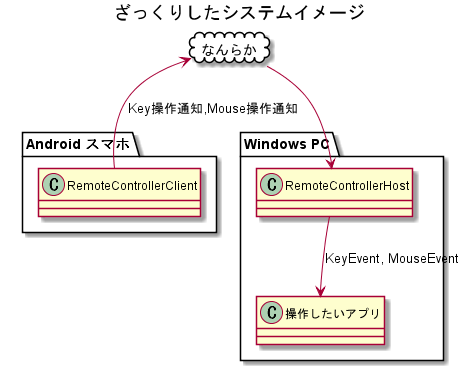 ざっくりしたシステムイメージ
なんらか
Key操作通知,Mouse操作通知
Android スマホ
Windows PC
C RemoteControllerClient
C RemoteControllerHost
KeyEvent, MouseEvent
C 操作したいアプリ